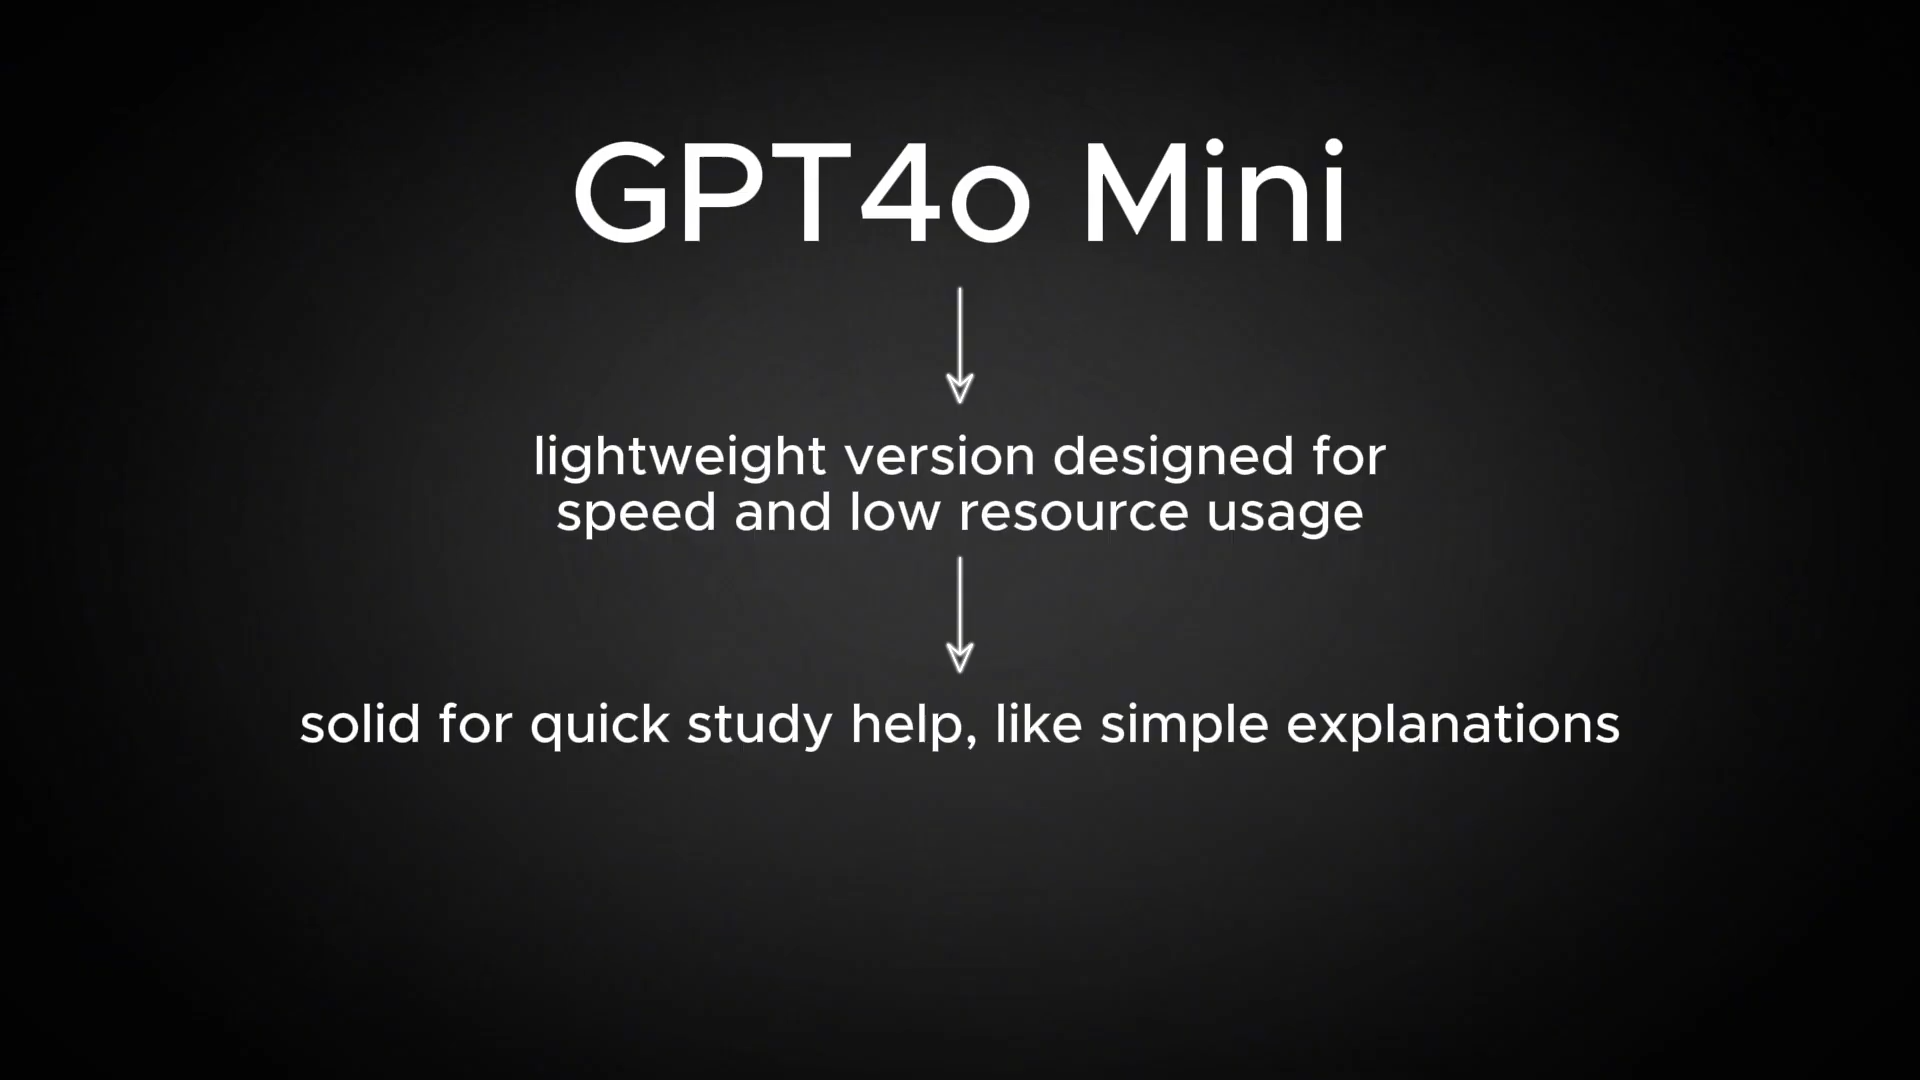 GPT4o Mini
lightweight version designed for
speed and low resource usage
solid for quick study help, like simple explanations